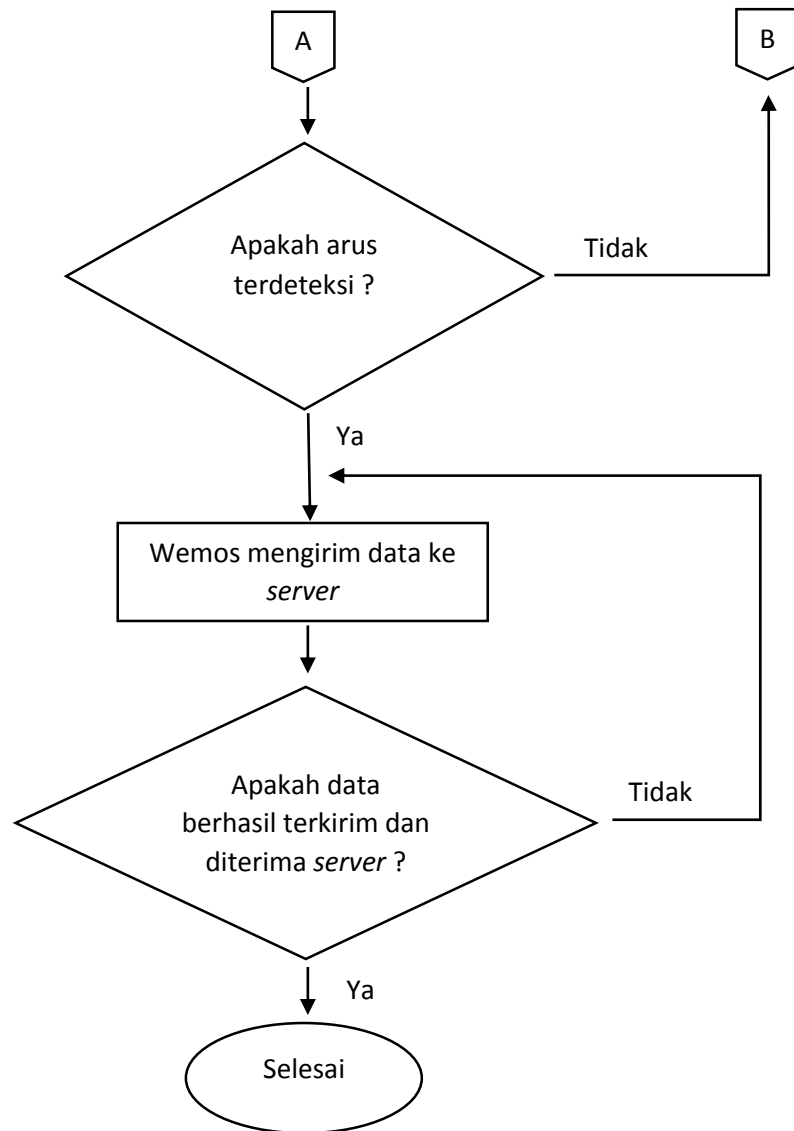 A
B
Apakah arus
terdeteksi ?
Tidak
Ya
Wemos mengirim data ke
server
Apakah data
berhasil terkirim dan
diterima server ?
Tidak
Ya
Selesai